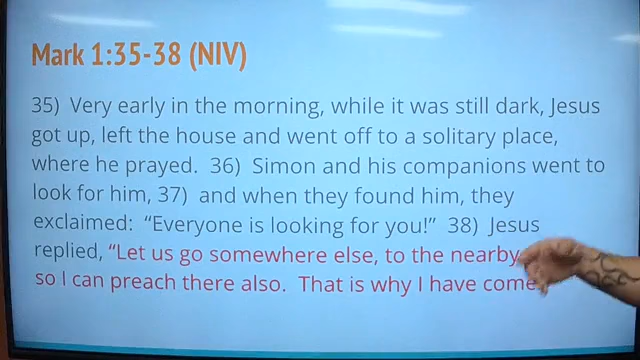 Mark 1:35-38 (NIV)
35) Very early in the morning, while it was still dark, Jesus
got up, left the house and went off to a solitary place,
where he prayed. 36) Simon and his companions went to
look for him, 37) and when they found him, they
exclaimed: “Everyone is looking for you!” 38) Jesus
replied, “Let us go somewhere else, to the nearby
so I can preach there also. That is why I have come